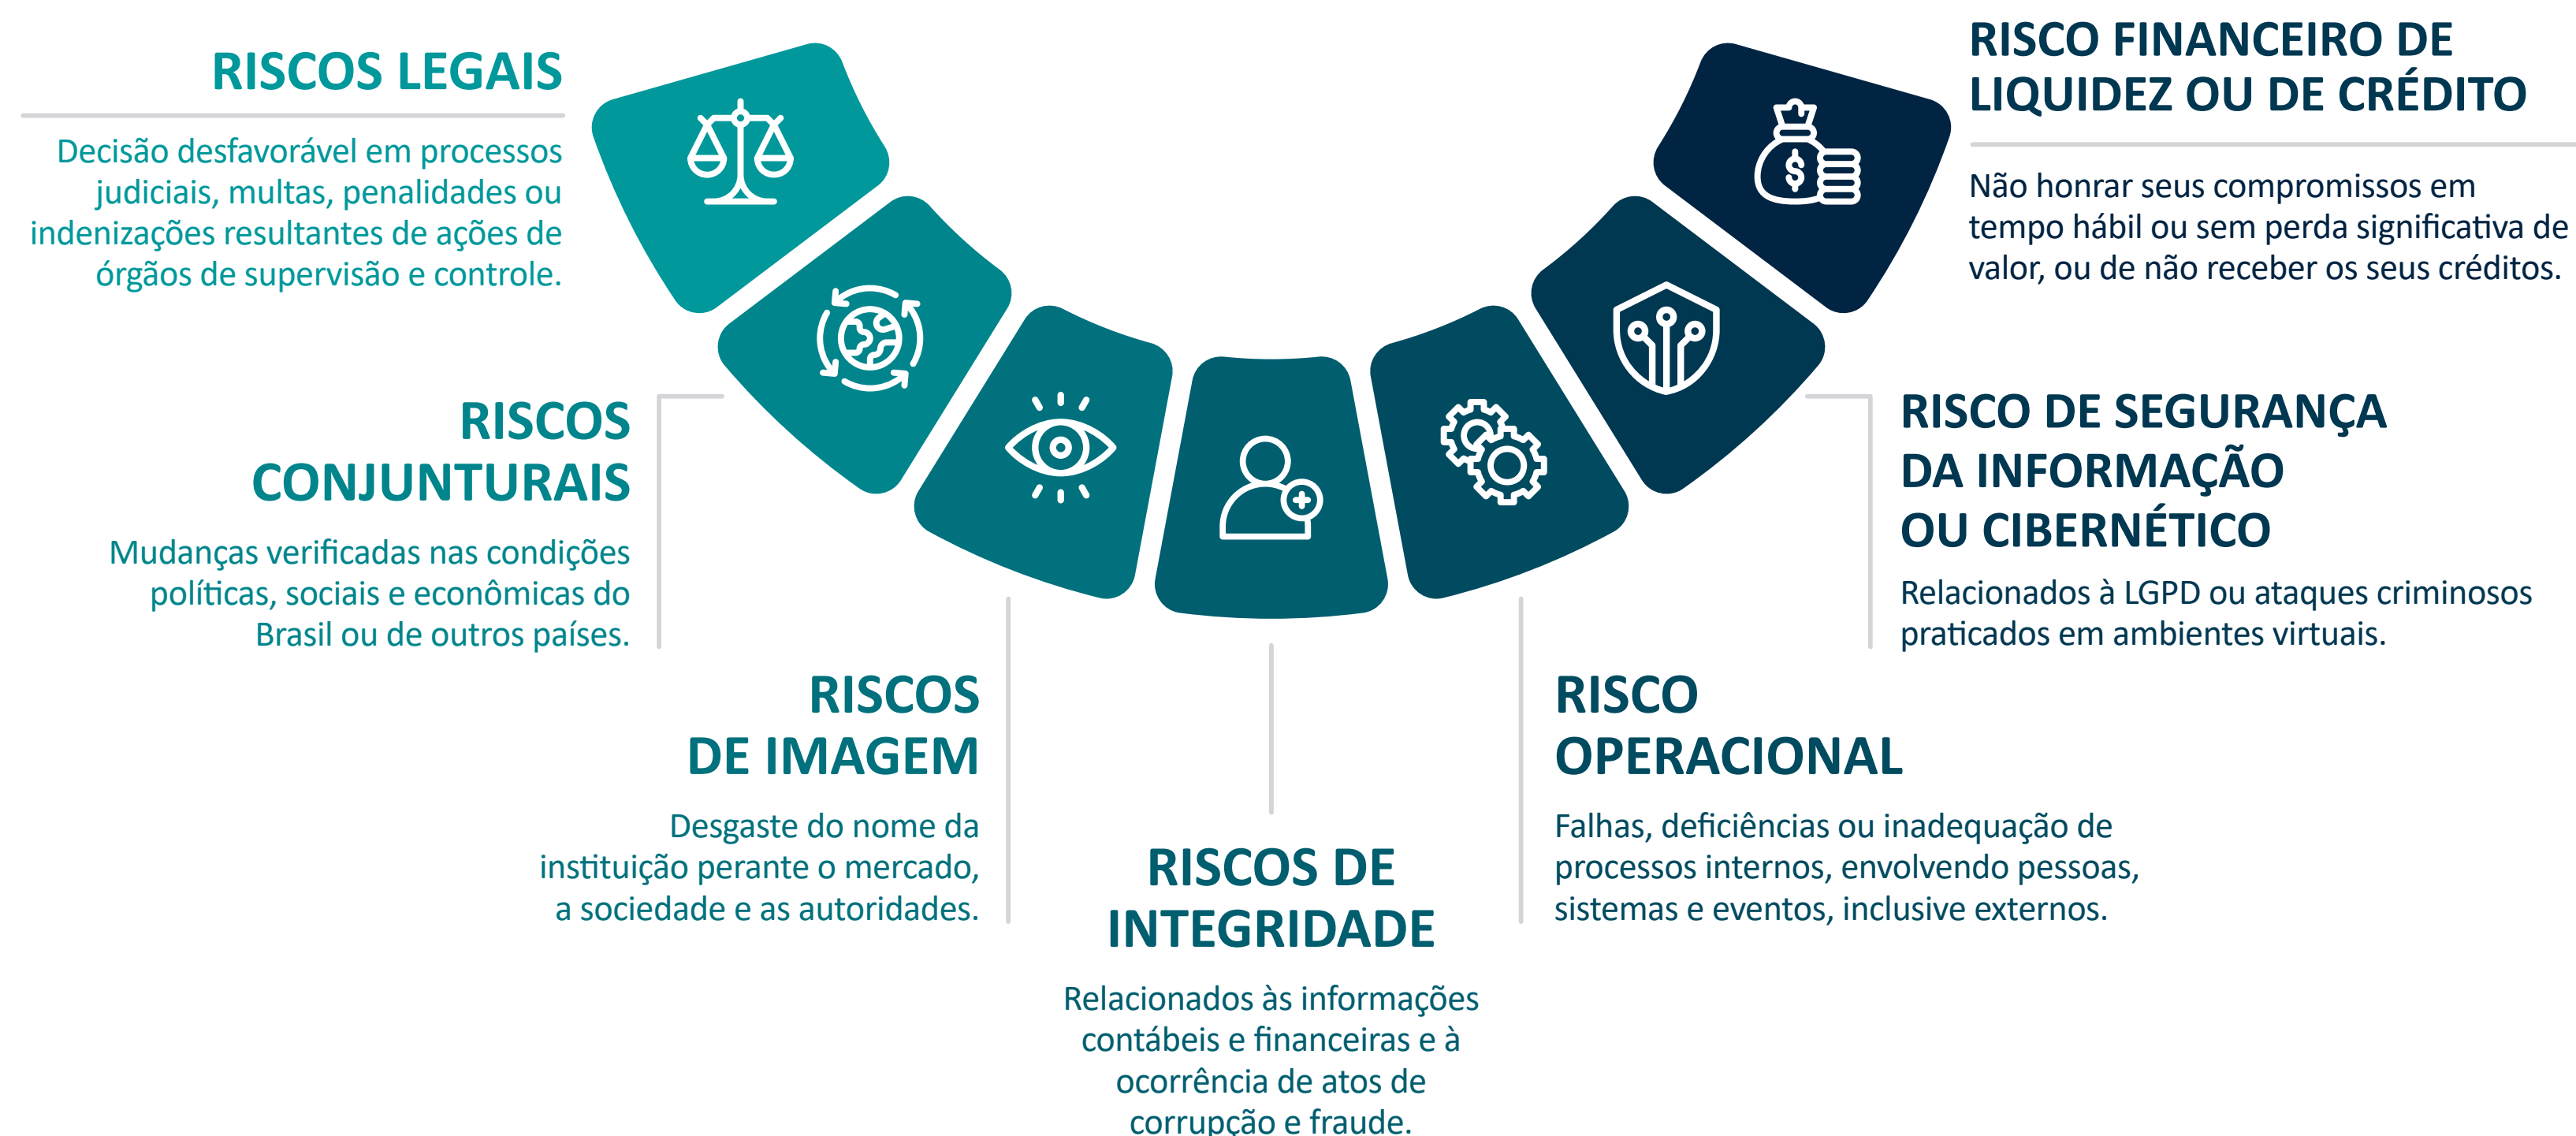 RISCOS LEGAIS
Decisão desfavorável em processos
judiciais, multas, penalidades ou
indenizações resultantes de ações de
órgãos de supervisão e controle.
RISCOS
CONJUNTURAIS
Mudanças verificadas nas condições
políticas, sociais e econômicas do
Brasil ou de outros países.
RISCOS
DE IMAGEM
Desgaste do nome da
instituição perante o mercado,
a sociedade e as autoridades.
RISCOS DE
INTEGRIDADE
Relacionados às informações
contábeis e financeiras e à
ocorrência de atos de
corrupção e fraude.
RISCO
OPERACIONAL
Falhas, deficiências ou inadequação de
processos internos, envolvendo pessoas,
sistemas e eventos, inclusive externos.
RISCO DE SEGURANÇA
DA INFORMAÇÃO
OU CIBERNÉTICO
Relacionados à LGPD ou ataques criminosos
praticados em ambientes virtuais.
RISCO FINANCEIRO DE
LIQUIDEZ OU DE CRÉDITO
Não honrar seus compromissos em
tempo hábil ou sem perda significativa de
valor, ou de não receber os seus créditos.
$